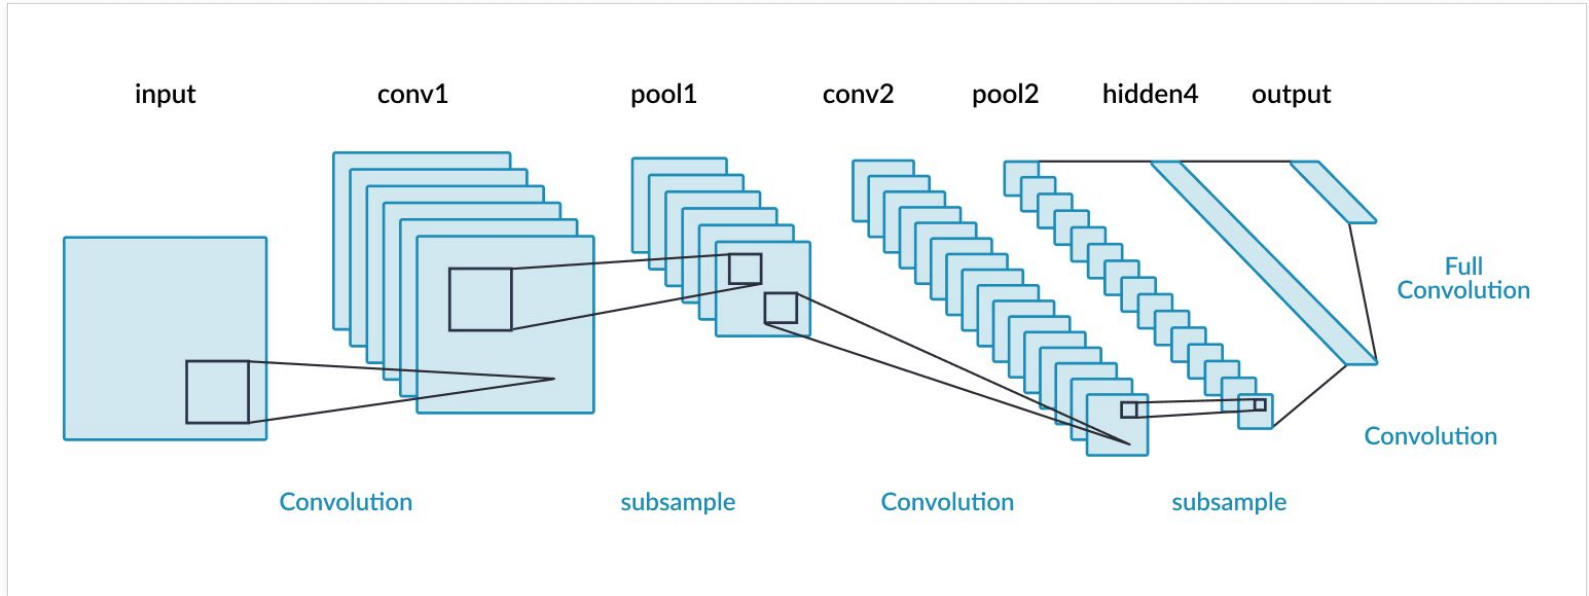 input
conv1
pool1
conv2
pool2
hidden4
output
Full
Convolution
Convolution
Convolution
subsample
Convolution
subsample